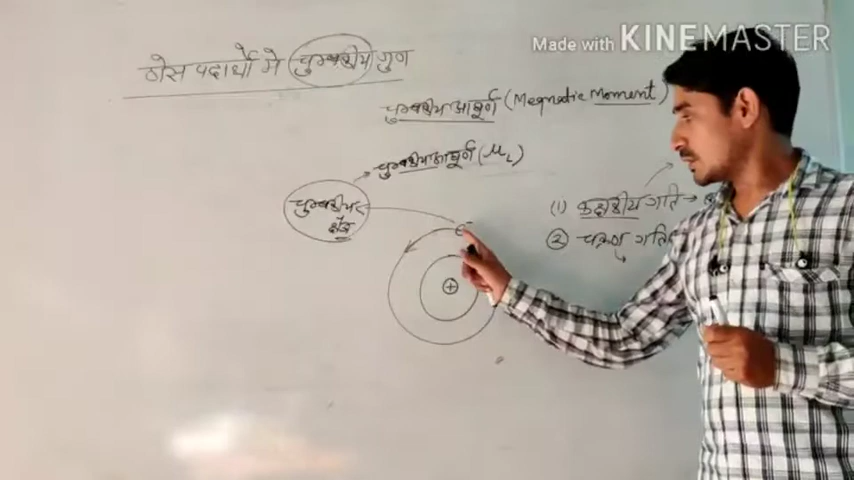 Made with KINEMASTER
ठोस पदार्थो मे चुम्बकीय गुण
चुम्बकीय आघूर्ण (Megnatic Moment)
चुम्बकीय आघूर्ण (μL)
चुम्बकीय
क्षेत्र
(1) कक्षीय गति →
② चक्रण गति
e-
+